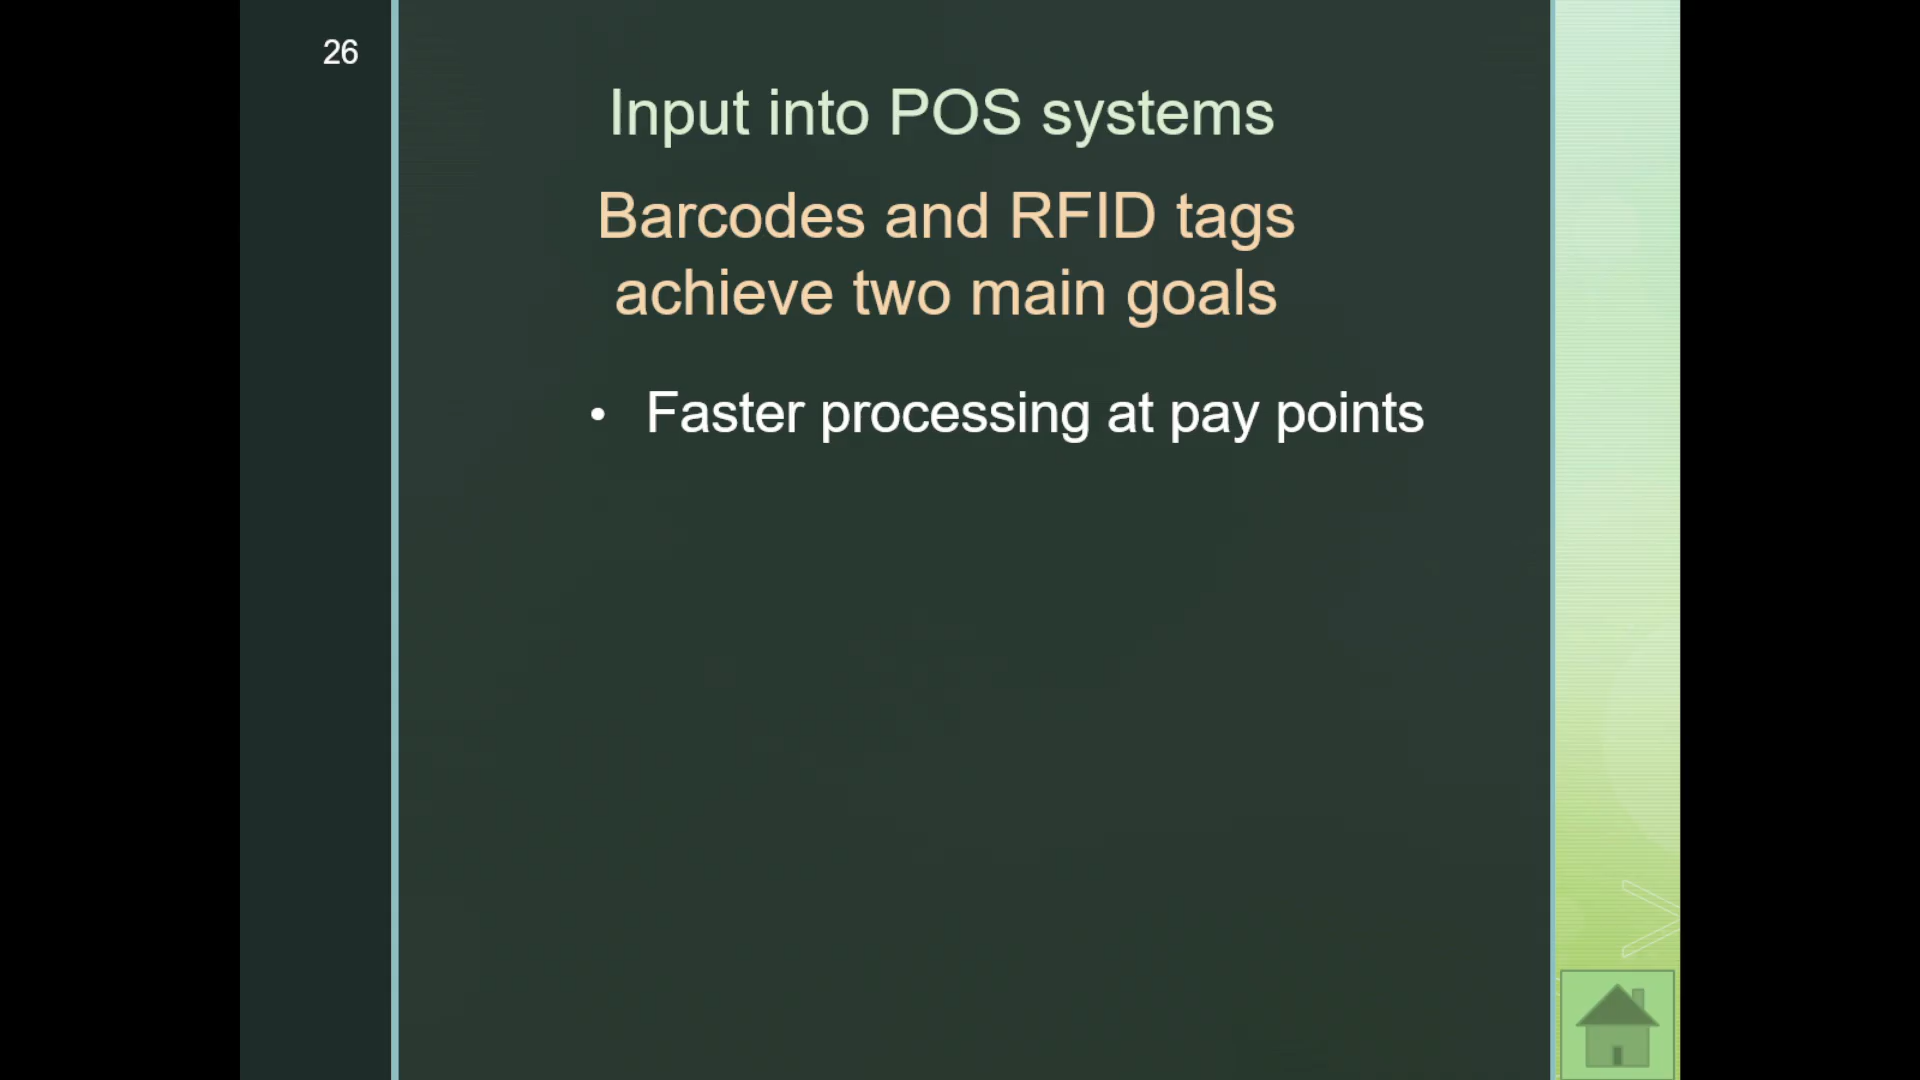 26
Input into POS systems
Barcodes and RFID tags
achieve two main goals
• Faster processing at pay points